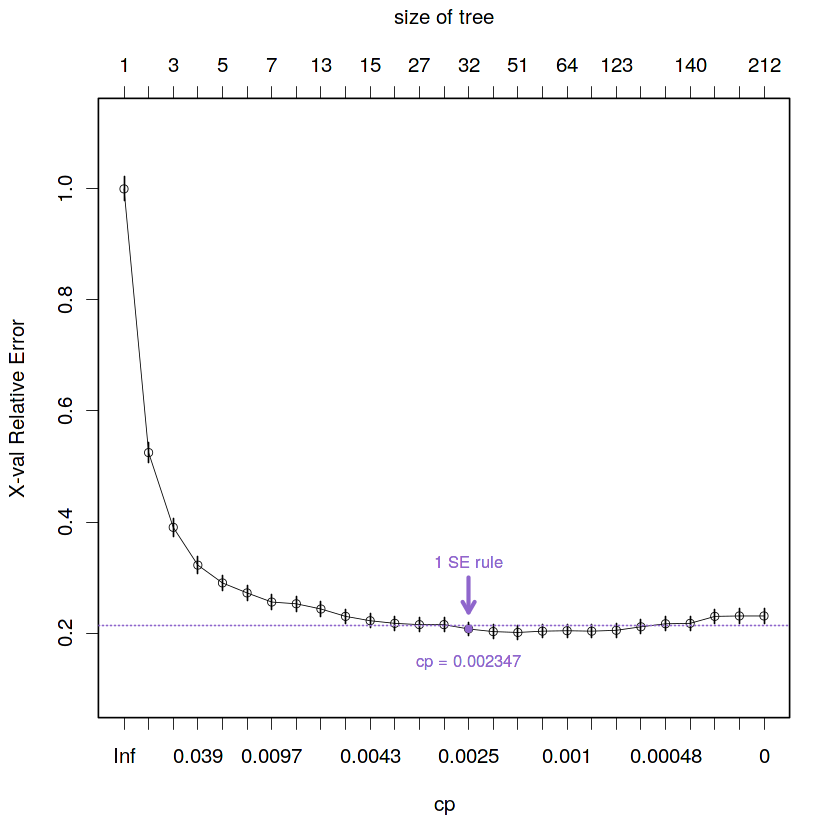 size of tree
1 3 5 7 13 15 27 32 51 64 123 140 212
X-val Relative Error
1.0
0.8
0.6
0.4
0.2
1 SE rule
cp = 0.002347
Inf 0.039 0.0097 0.0043 0.0025 0.001 0.00048 0
cp